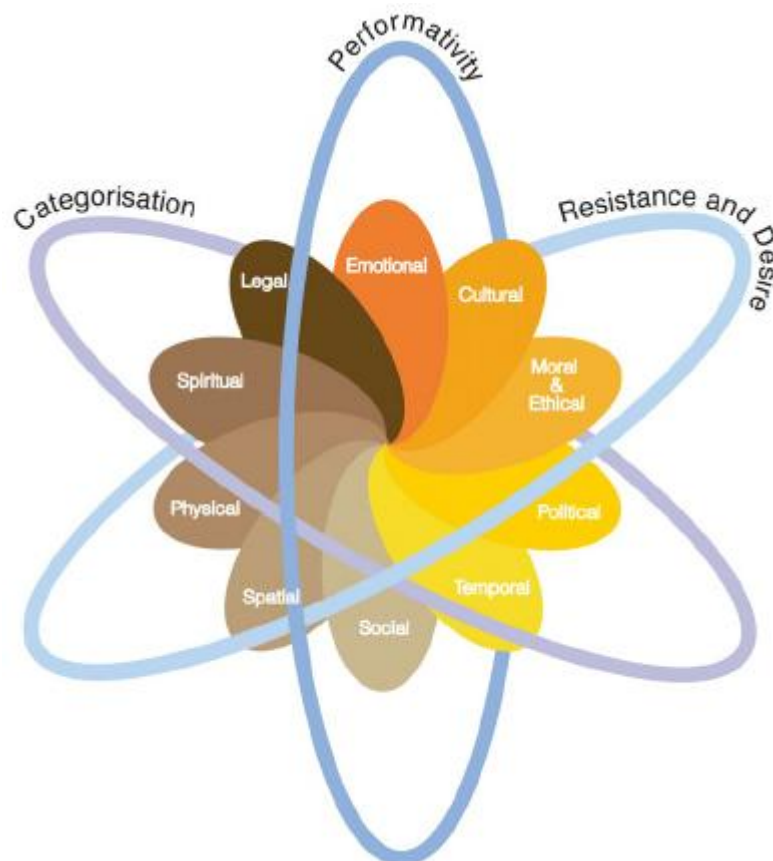 Performativity
Categorisation
Resistance and Desire
Legal
Emotional
Cultural
Spiritual
Moral
&
Ethical
Physical
Political
Spatial
Temporal
Social